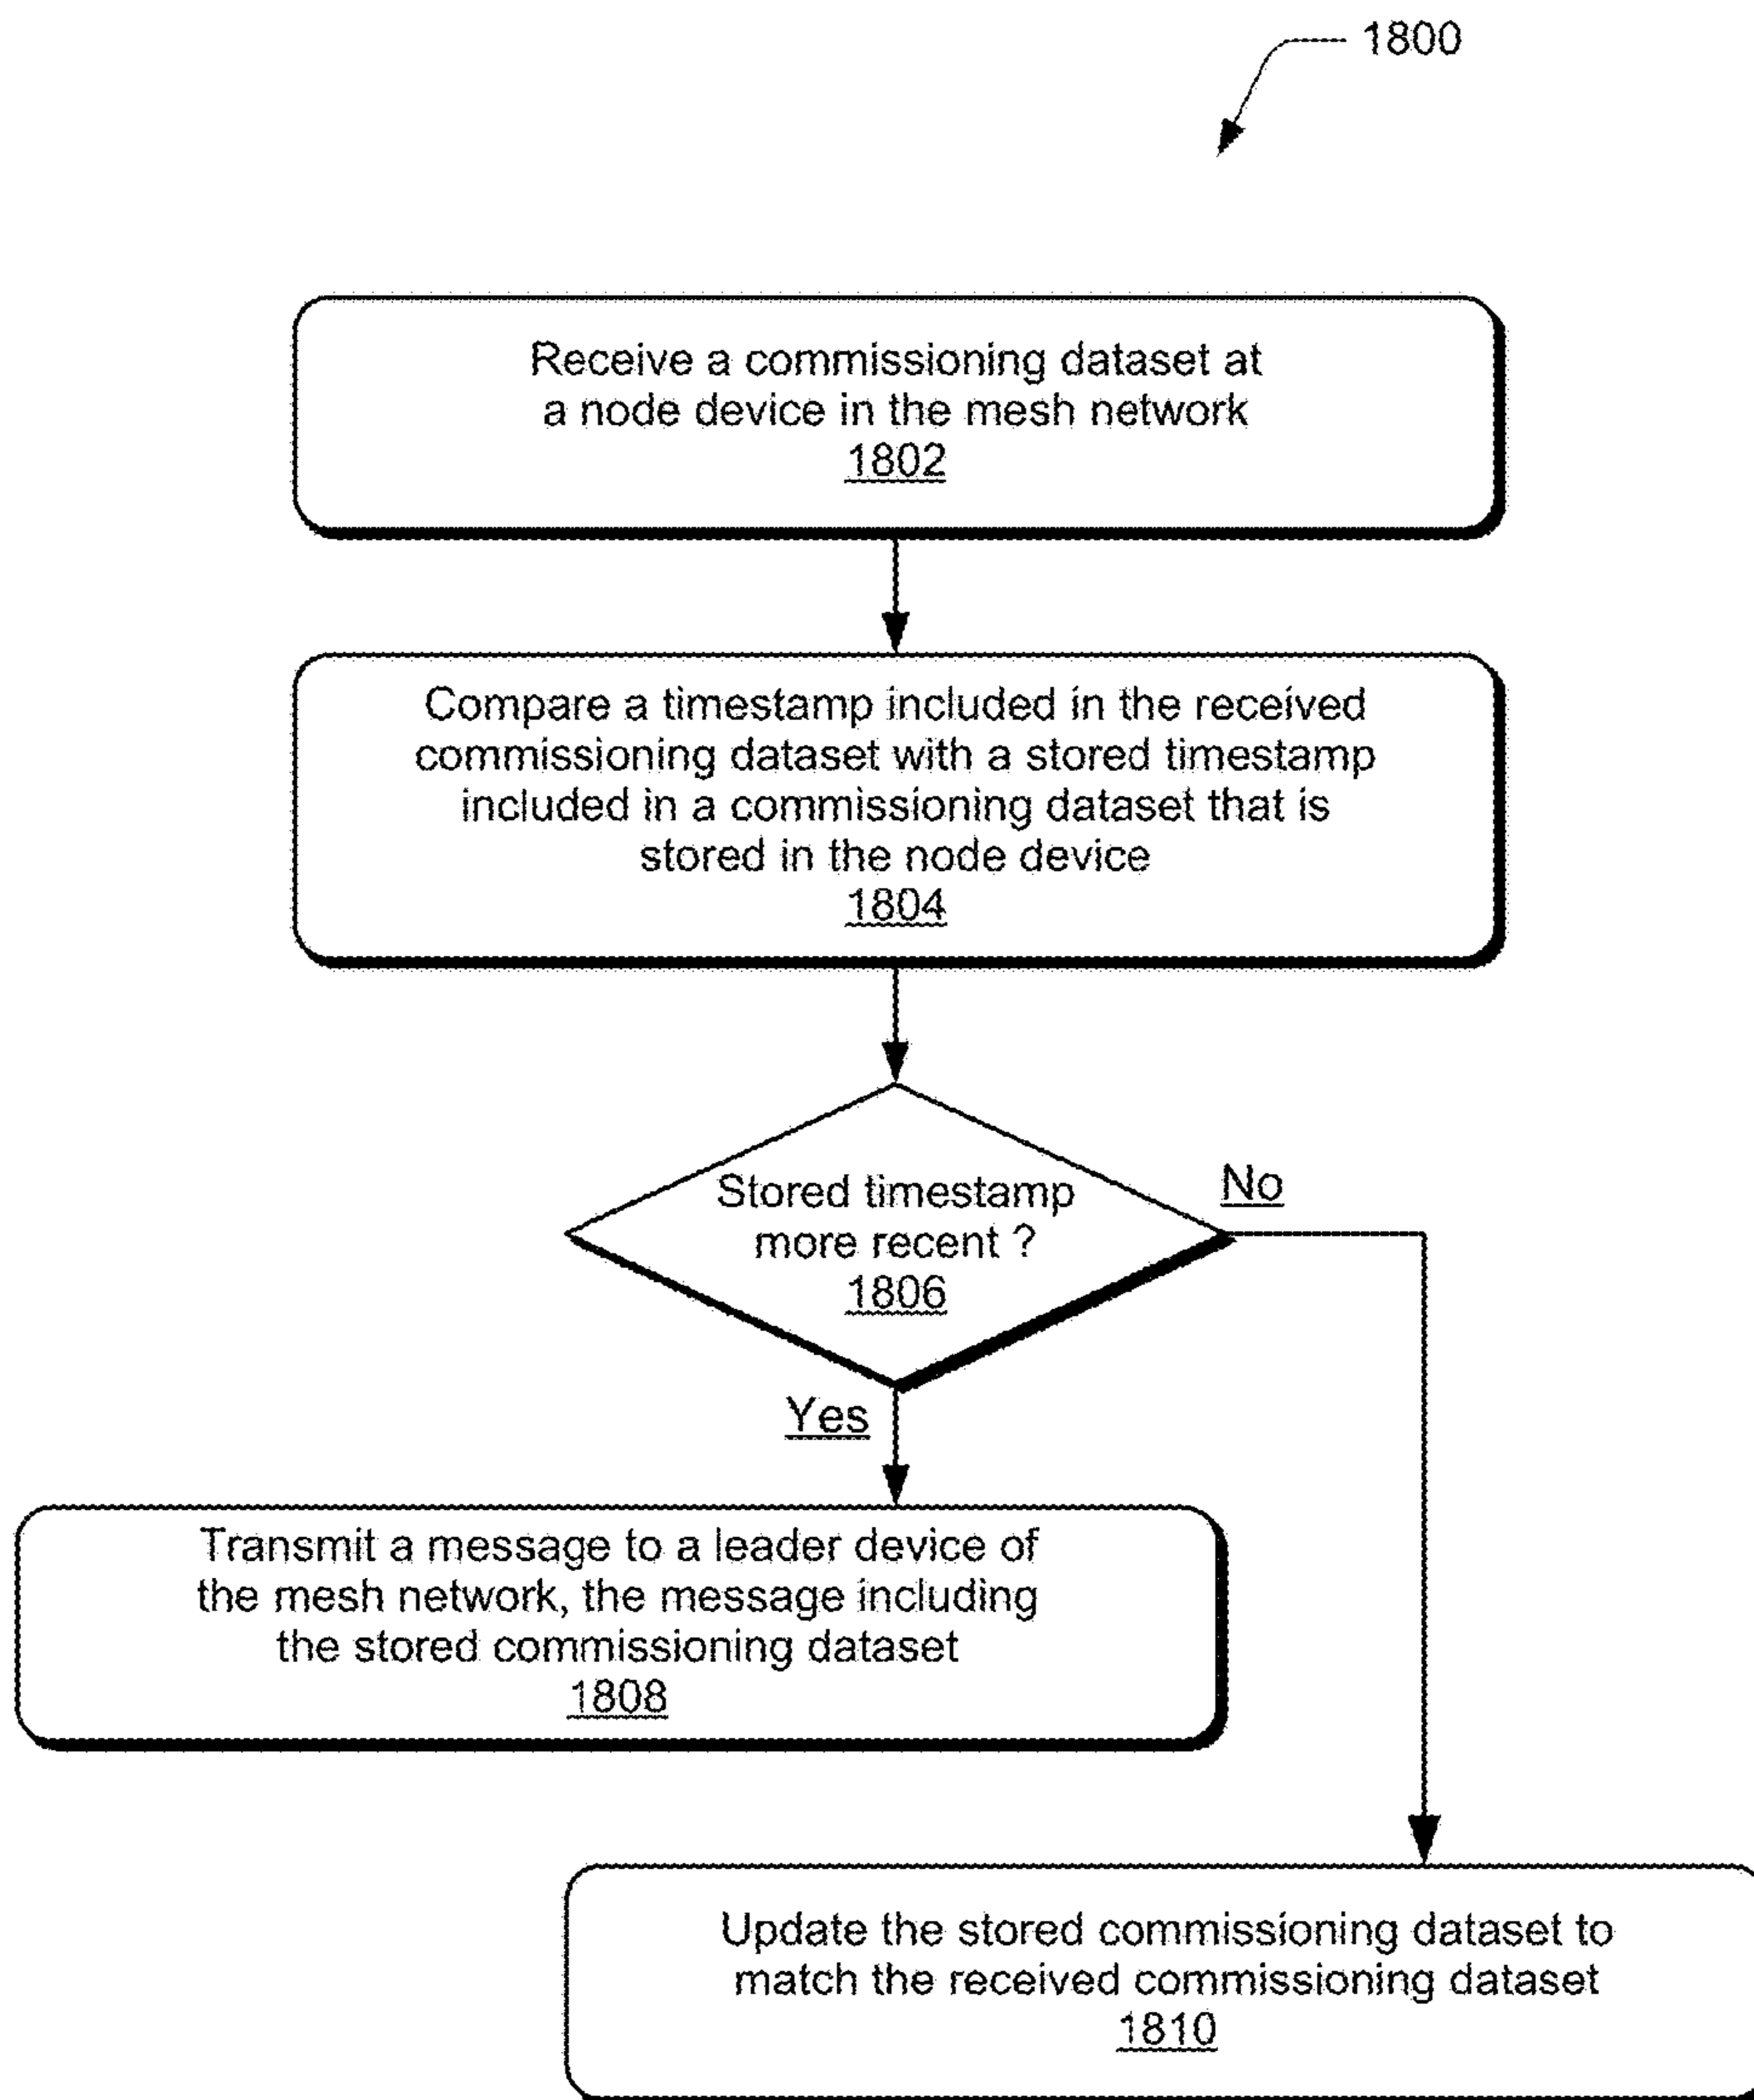 1800
Receive a commissioning dataset at
a node device in the mesh network
1802
Compare a timestamp included in the received
commissioning dataset with a stored timestamp
included in a commissioning dataset that is
stored in the node device
1804
Stored timestamp
more recent ?
1806
No
Yes
Transmit a message to a leader device of
the mesh network, the message including
the stored commissioning dataset
1808
Update the stored commissioning dataset to
match the received commissioning dataset
1810